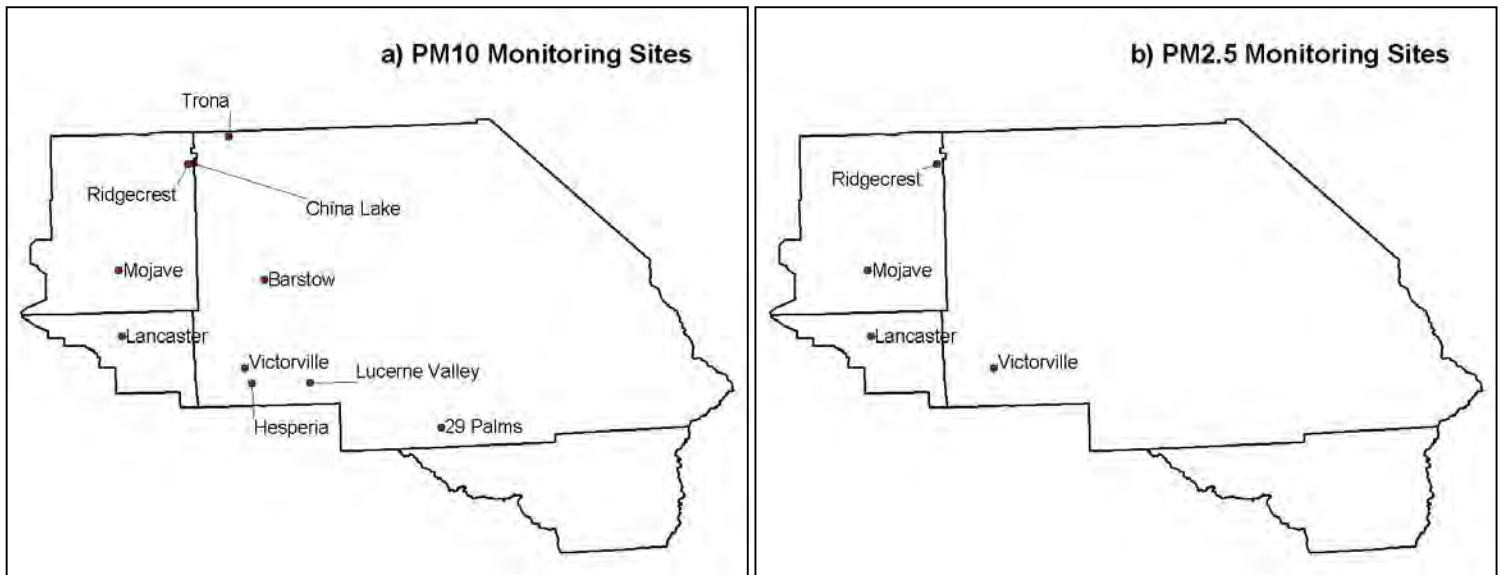 a) PM10 Monitoring Sites
Trona
Ridgecrest
China Lake
Mojave
Barstow
Lancaster
Victorville
Lucerne Valley
Hesperia
29 Palms
b) PM2.5 Monitoring Sites
Ridgecrest
Mojave
Lancaster
Victorville